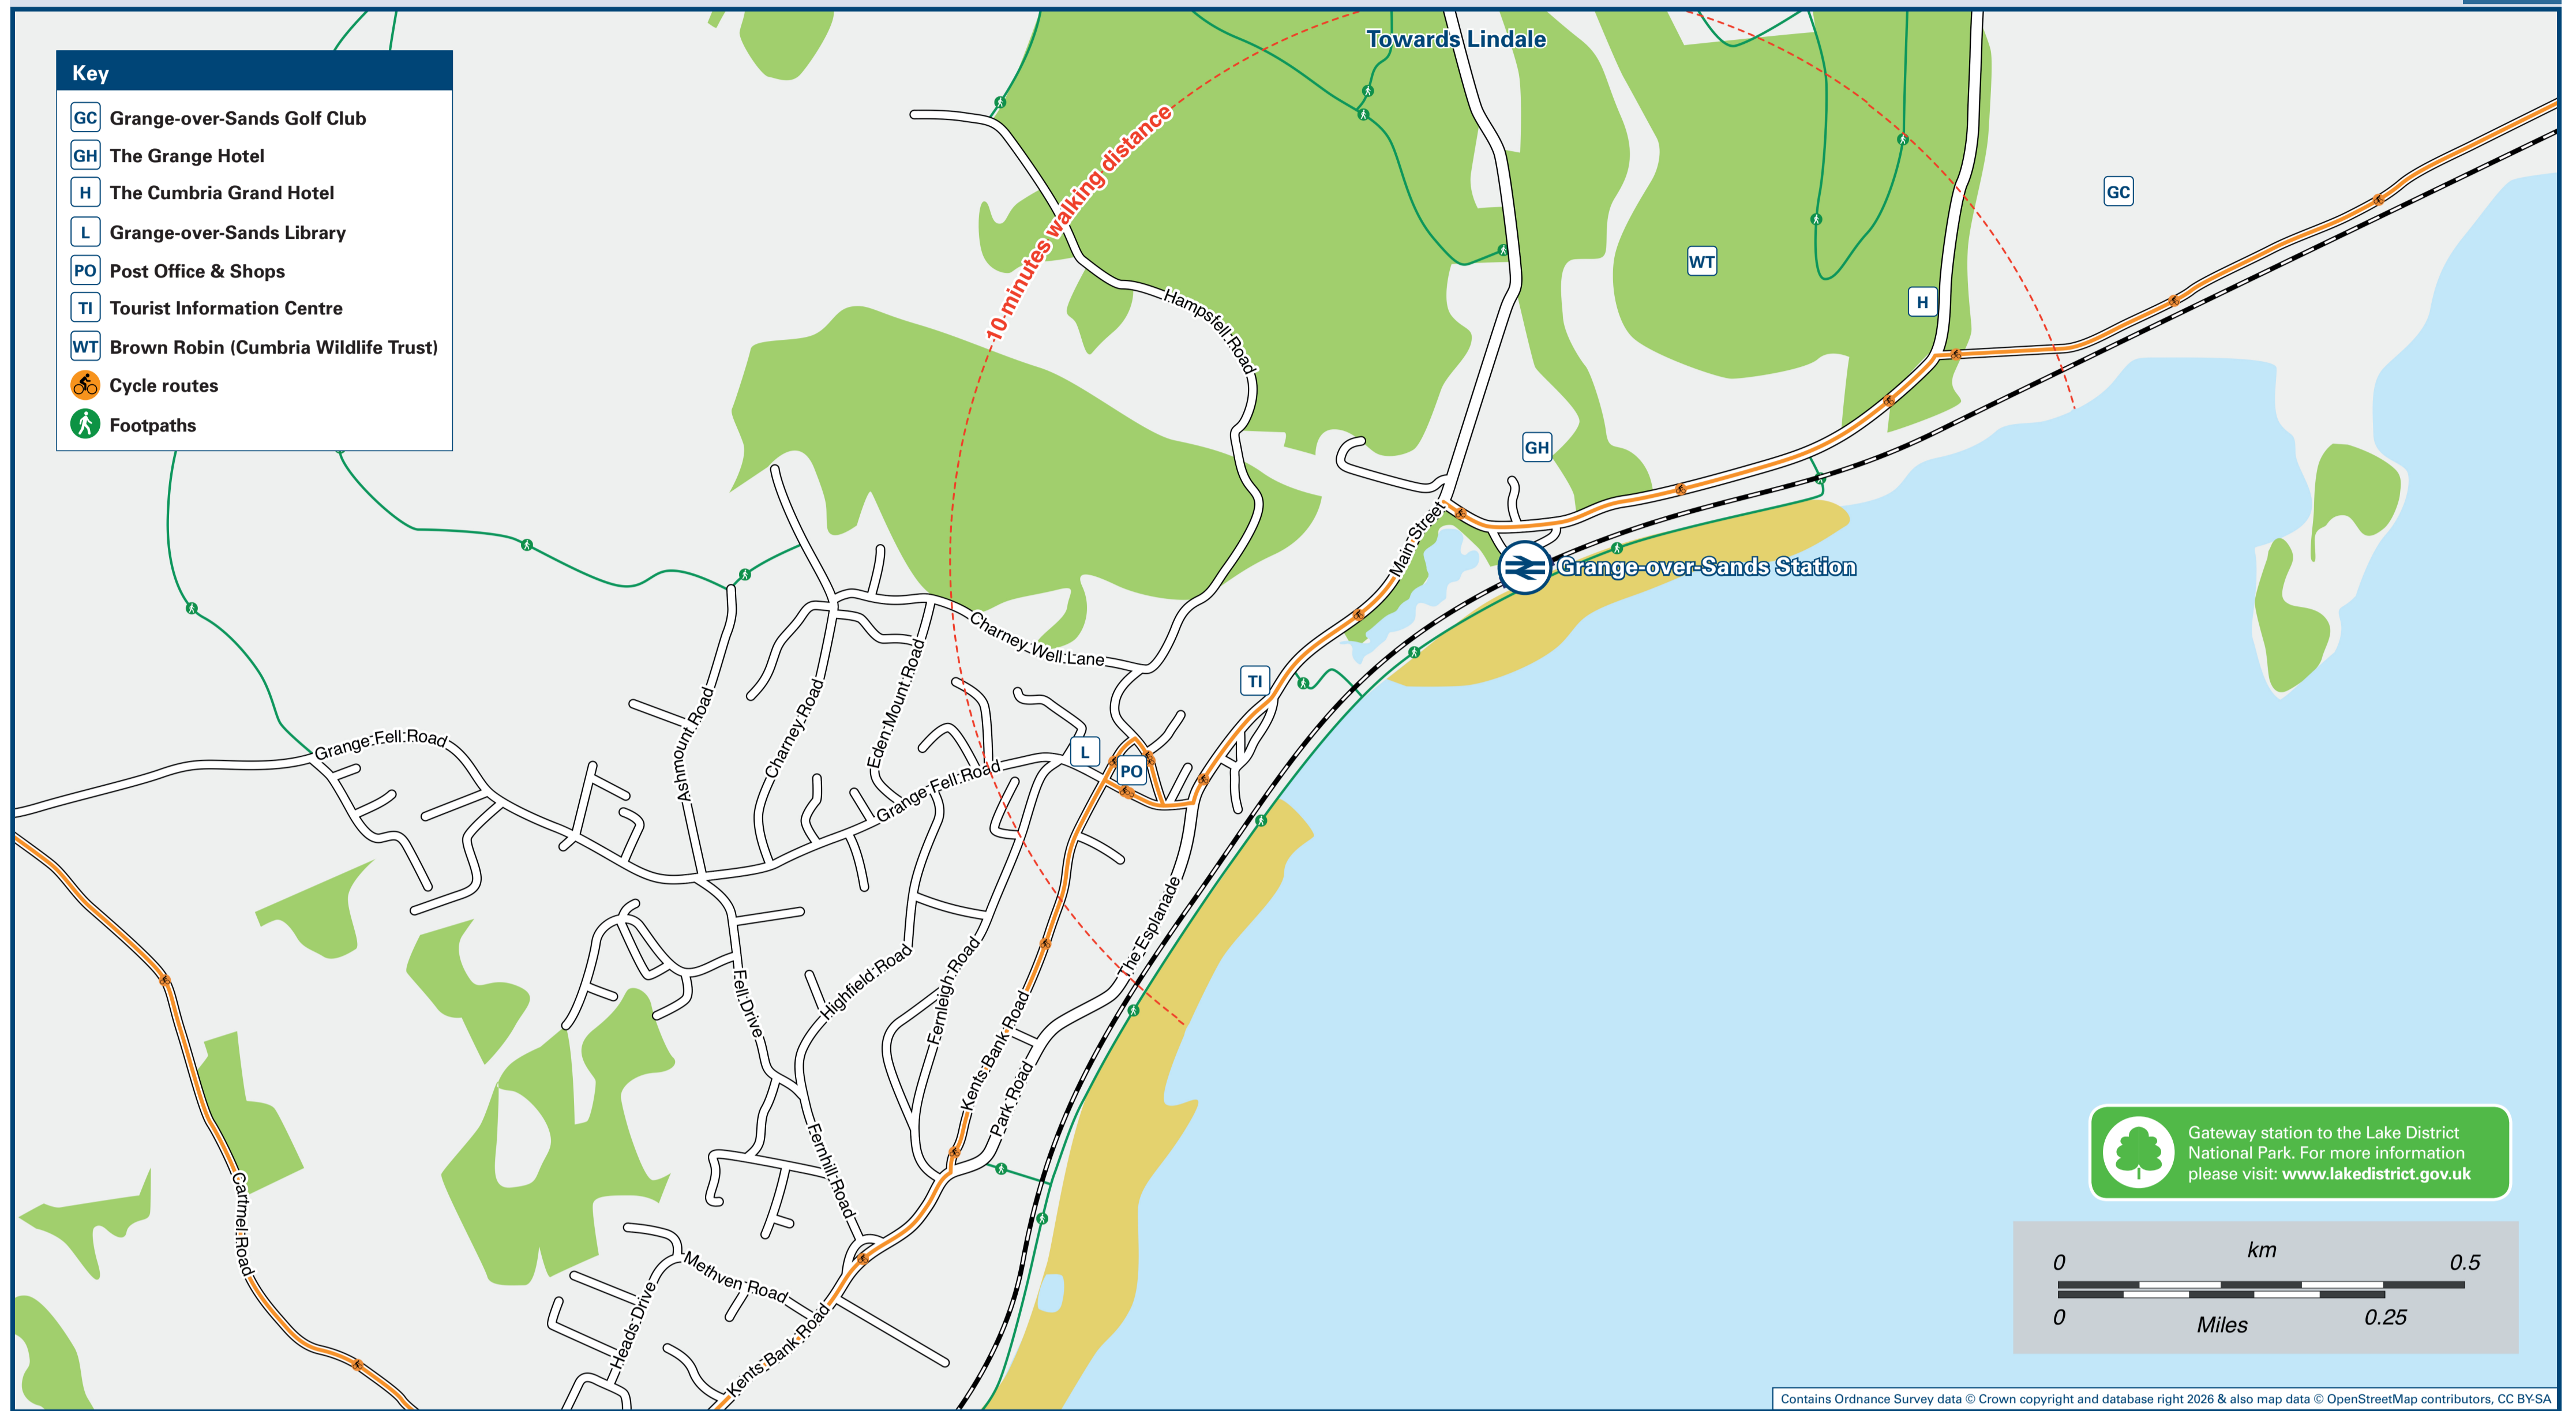 Key
GC Grange-over-Sands Golf Club
GH The Grange Hotel
H The Cumbria Grand Hotel
L Grange-over-Sands Library
PO Post Office & Shops
TI Tourist Information Centre
WT Brown Robin (Cumbria Wildlife Trust)
Cycle routes
Footpaths
Towards Lindale
10 minutes walking distance
GC
WT
H
Hampsfell Road
GH
Main Street
Grange-over-Sands Station
Charney Well Lane
TI
Ashmount Road
Charney Road
Eden Mount Road
Grange Fell Road
L
PO
Grange Fell Road
The Esplanade
Fell Drive
Highfield Road
Fernleigh Road
Kents Bank Road
Park Road
Fernhill Road
Cartmel Road
Methven Road
Heads Drive
Kents Bank Road
Gateway station to the Lake District
National Park. For more information
please visit: www.lakedistrict.gov.uk
km
0 0.5
0 0.25
Miles
Contains Ordnance Survey data © Crown copyright and database right 2026 & also map data © OpenStreetMap contributors, CC BY-SA